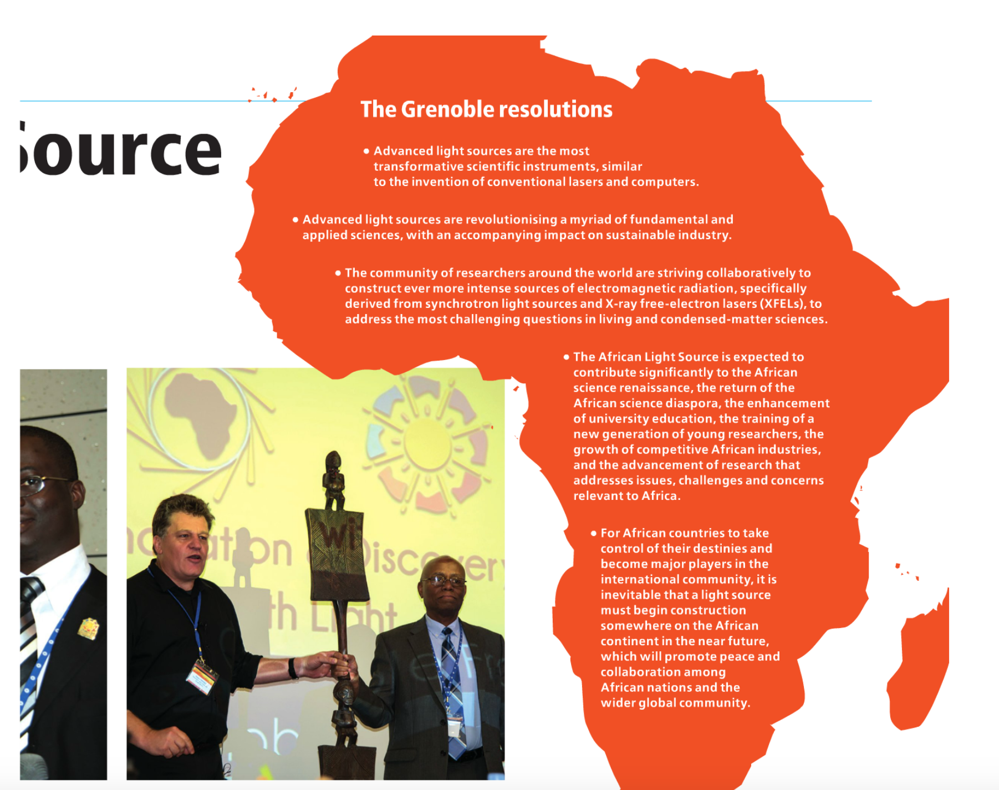 ource
The Grenoble resolutions
• Advanced light sources are the most
transformative scientific instruments, similar
to the invention of conventional lasers and computers.
• Advanced light sources are revolutionising a myriad of fundamental and
applied sciences, with an accompanying impact on sustainable industry.
• The community of researchers around the world are striving collaboratively to
construct ever more intense sources of electromagnetic radiation, specifically
derived from synchrotron light sources and X-ray free-electron lasers (XFELs), to
address the most challenging questions in living and condensed-matter sciences.
• The African Light Source is expected to
contribute significantly to the African
science renaissance, the return of the
African science diaspora, the enhancement
of university education, the training of a
new generation of young researchers, the
growth of competitive African industries,
and the advancement of research that
addresses issues, challenges and concerns
relevant to Africa.
• For African countries to take
control of their destinies and
become major players in the
international community, it is
inevitable that a light source
must begin construction
somewhere on the African
continent in the near future,
which will promote peace and
collaboration among
African nations and the
wider global community.
wi
th Light